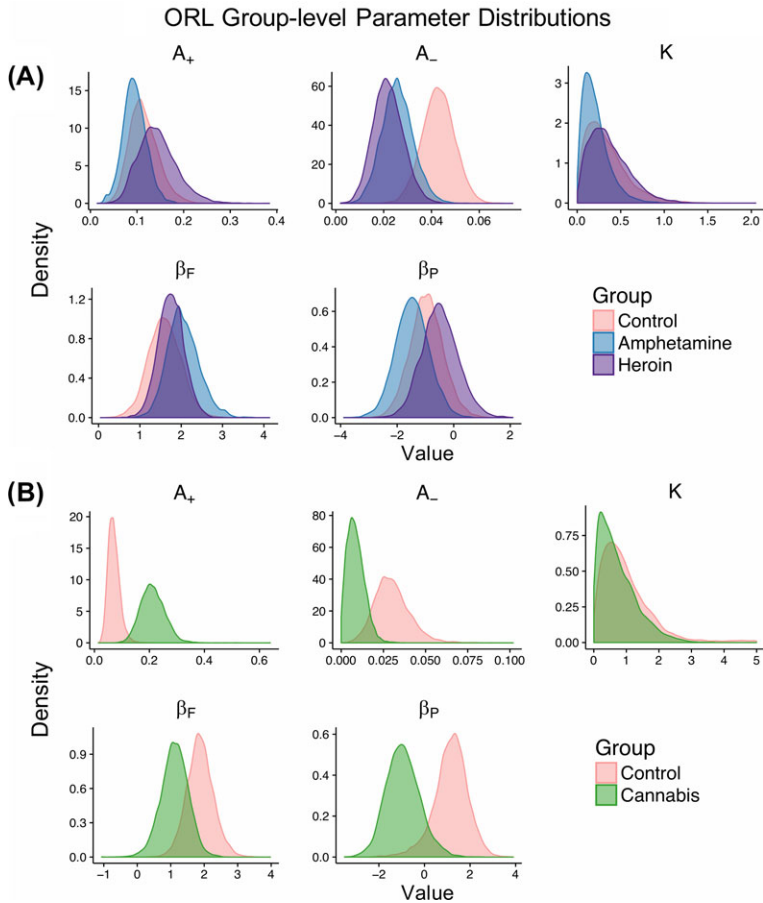 ORL Group-level Parameter Distributions
(A)
A₊ A₋ K
15
10
5
0
0.0 0.1 0.2 0.3 0.4
60
40
20
0
0.00 0.02 0.04 0.06
3
2
1
0
0.0 0.5 1.0 1.5 2.0
Density
β_F β_P
1.2
0.8
0.4
0.0
0 1 2 3 4
0.6
0.4
0.2
0.0
−4 −2 0 2
Value
Group
Control
Amphetamine
Heroin
(B)
A₊ A₋ K
20
15
10
5
0
0.0 0.2 0.4 0.6
80
60
40
20
0
0.000 0.025 0.050 0.075 0.100
0.75
0.50
0.25
0.00
0 1 2 3 4 5
Density
β_F β_P
0.9
0.6
0.3
0.0
−1 0 1 2 3 4
0.6
0.4
0.2
0.0
−2 0 2 4
Value
Group
Control
Cannabis